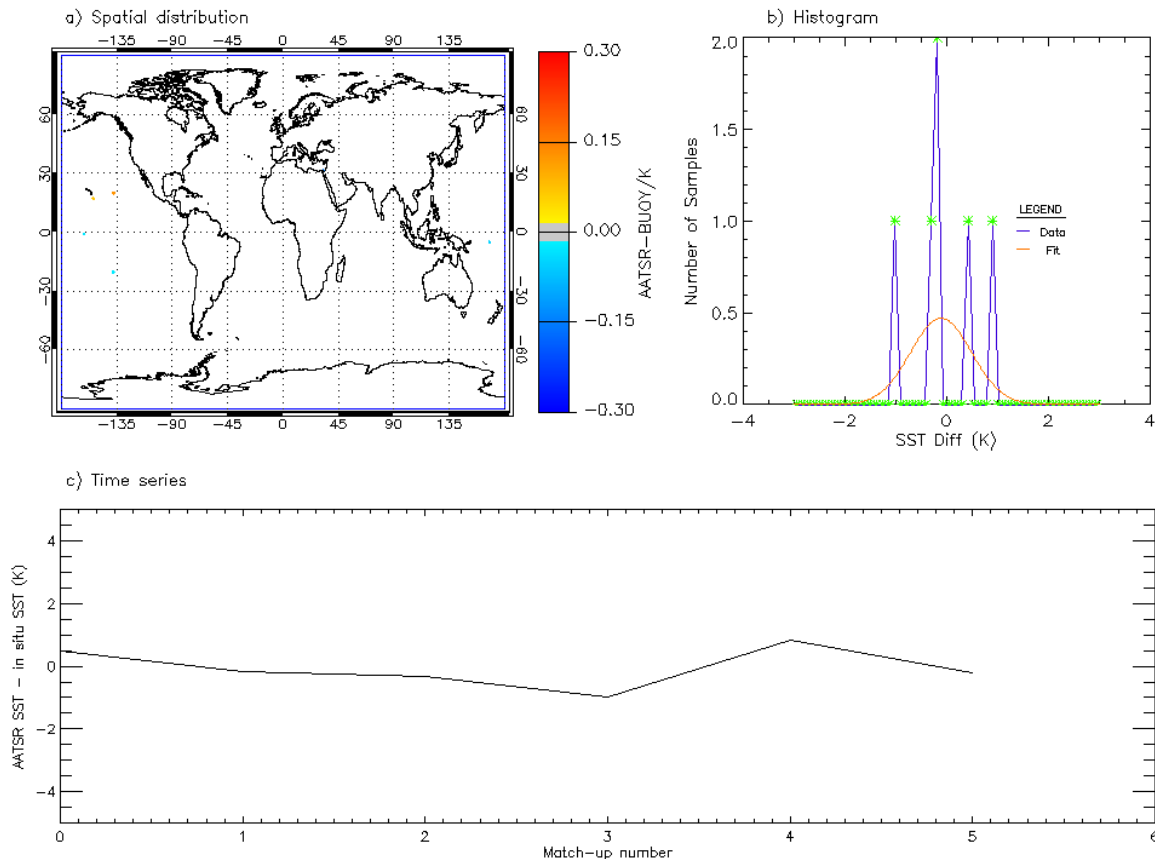 a) Spatial distribution
−135 −90 −45 0 45 90 135
60 30 0 −30 −60
60 30 0 −30 −60
−135 −90 −45 0 45 90 135
0.30
0.15
0.00
−0.15
−0.30
AATSR−BUOY/K
b) Histogram
2.0
1.5
1.0
0.5
0.0
Number of Samples
−4 −2 0 2 4
SST Diff (K)
LEGEND
Data
Fit
c) Time series
4
2
0
−2
−4
AATSR SST − in situ SST (K)
0 1 2 3 4 5 6
Match−up number